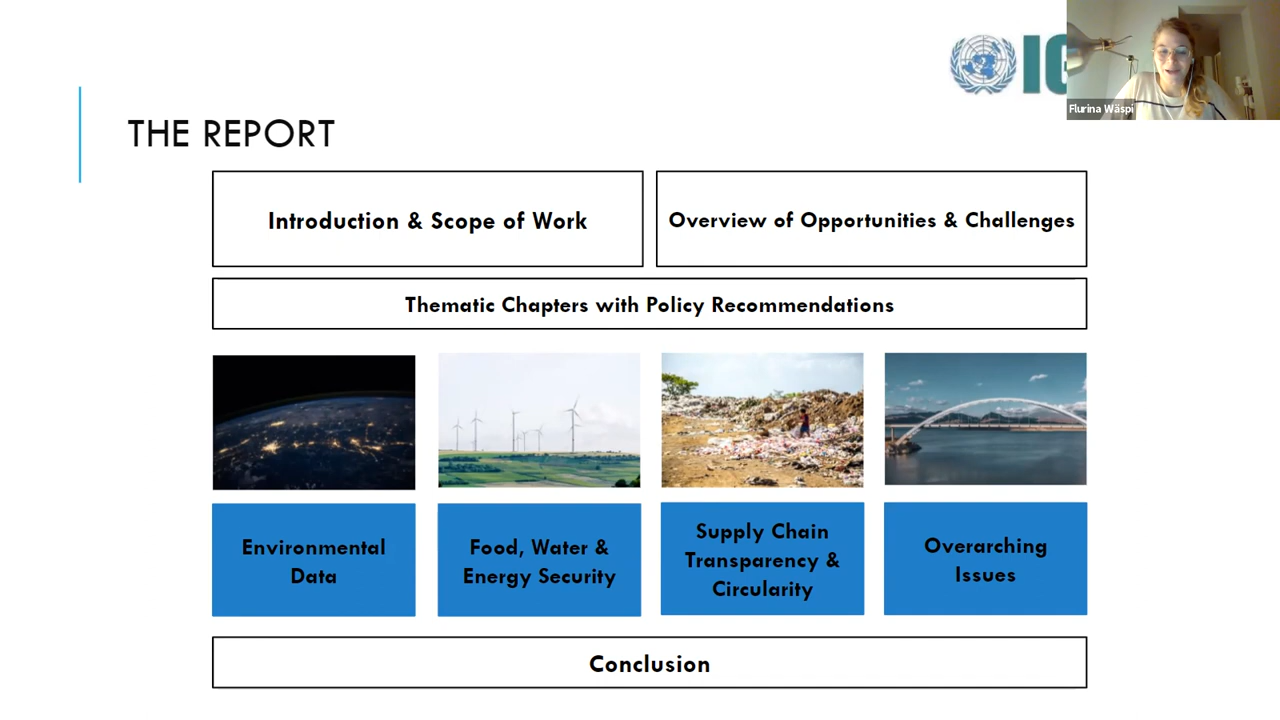 IG
Flurina Wäspi
THE REPORT
Introduction & Scope of Work
Overview of Opportunities & Challenges
Thematic Chapters with Policy Recommendations
Environmental
Data
Food, Water &
Energy Security
Supply Chain
Transparency &
Circularity
Overarching
Issues
Conclusion